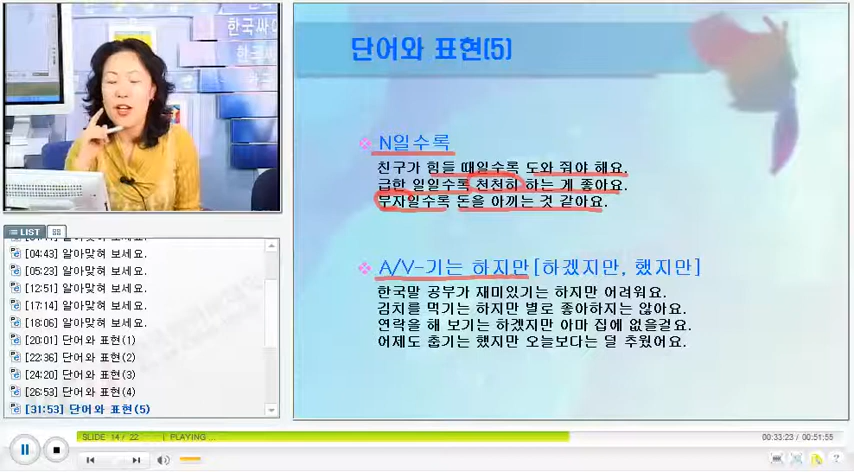 한국싸이
단어와 표현(5)
N일수록
친구가 힘들 때일수록 도와 줘야 해요.
급한 일일수록 천천히 하는 게 좋아요.
부자일수록 돈을 아끼는 것 같아요.
A/V-기는 하지만[하겠지만, 했지만]
한국말 공부가 재미있기는 하지만 어려워요.
김치를 먹기는 하지만 별로 좋아하지는 않아요.
연락을 해 보기는 하겠지만 아마 집에 없을걸요.
어제도 춥기는 했지만 오늘보다는 덜 추웠어요.
LIST
알아맞혀 보세요.
[04:43] 알아맞혀 보세요.
[05:23] 알아맞혀 보세요.
[12:51] 알아맞혀 보세요.
[17:14] 알아맞혀 보세요.
[18:06] 알아맞혀 보세요.
[20:01] 단어와 표현(1)
[22:36] 단어와 표현(2)
[24:20] 단어와 표현(3)
[26:53] 단어와 표현(4)
[31:53] 단어와 표현(5)
SLIDE 14 / 22 [ PLAYING ...
00:33:23 / 00:51:55
?